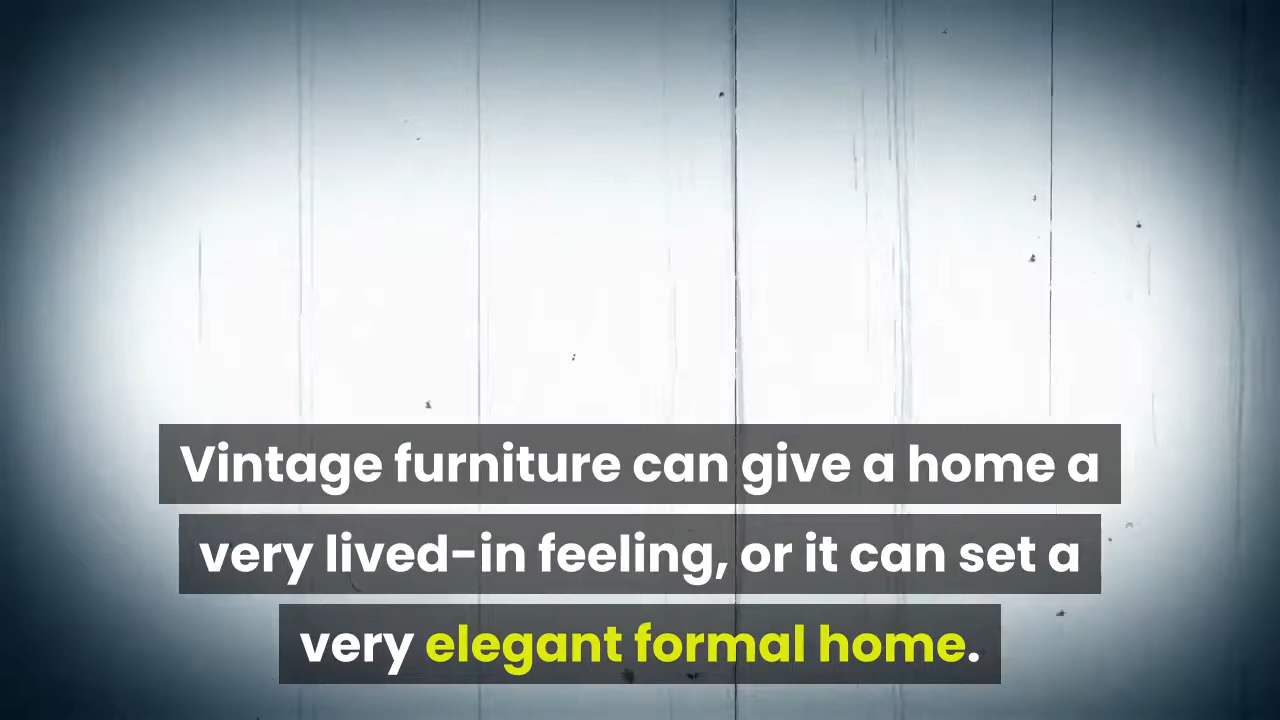 Vintage furniture can give a home a
very lived-in feeling, or it can set a
very elegant formal home.